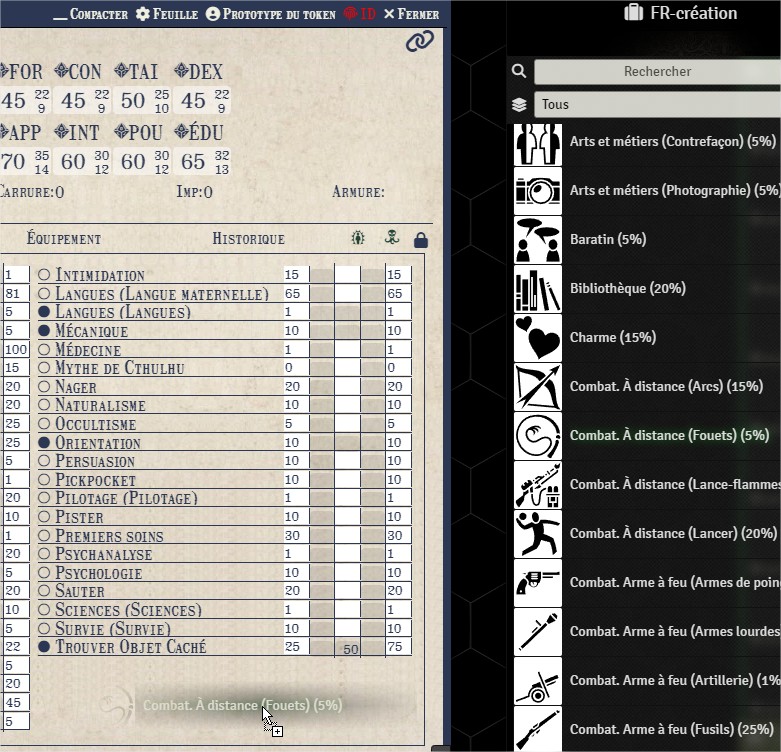 Compacter Feuille Prototype du token ID Fermer
FOR CON TAI DEX
45 22 9 45 22 9 50 25 10 45 22 9
APP INT POU ÉDU
70 35 14 60 30 12 60 30 12 65 32 13
Carrure:0 Imp:0 Armure:
Équipement Historique
1 Intimidation 15 15
81 Langues (Langue maternelle) 65 65
5 Langues (Langues) 1 1
5 Mécanique 10 10
100 Médecine 1 1
15 Mythe de Cthulhu 0 0
20 Nager 20 20
20 Naturalisme 10 10
25 Occultisme 5 5
25 Orientation 10 10
5 Persuasion 10 10
1 Pickpocket 10 10
20 Pilotage (Pilotage) 1 1
10 Pister 10 10
1 Premiers soins 30 30
20 Psychanalyse 1 1
5 Psychologie 10 10
20 Sauter 20 20
10 Sciences (Sciences) 1 1
5 Survie (Survie) 10 10
22 Trouver Objet Caché 25 50 75
5
20
45
5
Combat. À distance (Fouets) (5%)
FR-création
Rechercher
Tous
Arts et métiers (Contrefaçon) (5%)
Arts et métiers (Photographie) (5%)
Baratin (5%)
Bibliothèque (20%)
Charme (15%)
Combat. À distance (Arcs) (15%)
Combat. À distance (Fouets) (5%)
Combat. À distance (Lance-flammes
Combat. À distance (Lancer) (20%)
Combat. Arme à feu (Armes de poin
Combat. Arme à feu (Armes lourdes
Combat. Arme à feu (Artillerie) (1%
Combat. Arme à feu (Fusils) (25%)